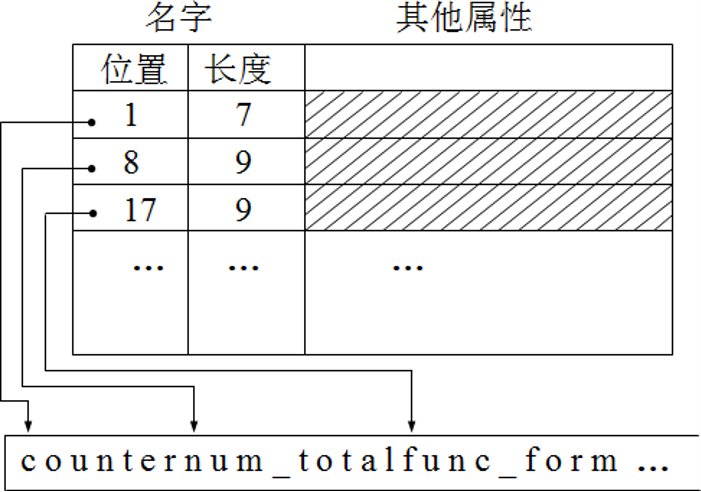 名字 其他属性
位置 长度
1 7
8 9
17 9
... ... ...
counternum_totalfunc_form ...